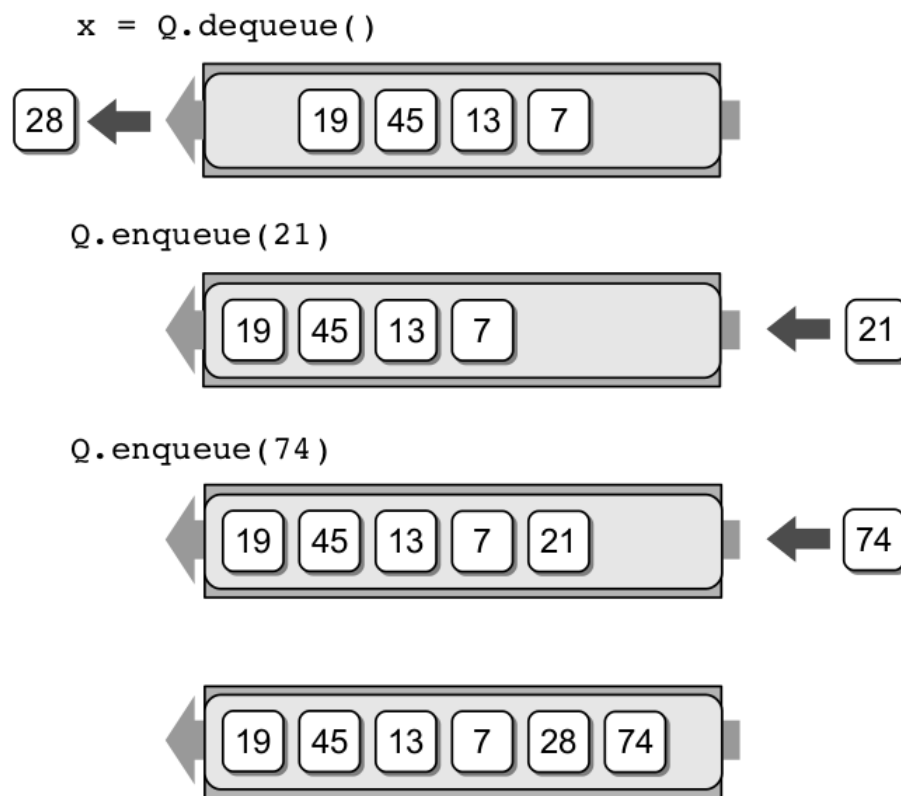 x = Q.dequeue()
28 19 45 13 7
Q.enqueue(21)
19 45 13 7 21
Q.enqueue(74)
19 45 13 7 21 74
19 45 13 7 28 74